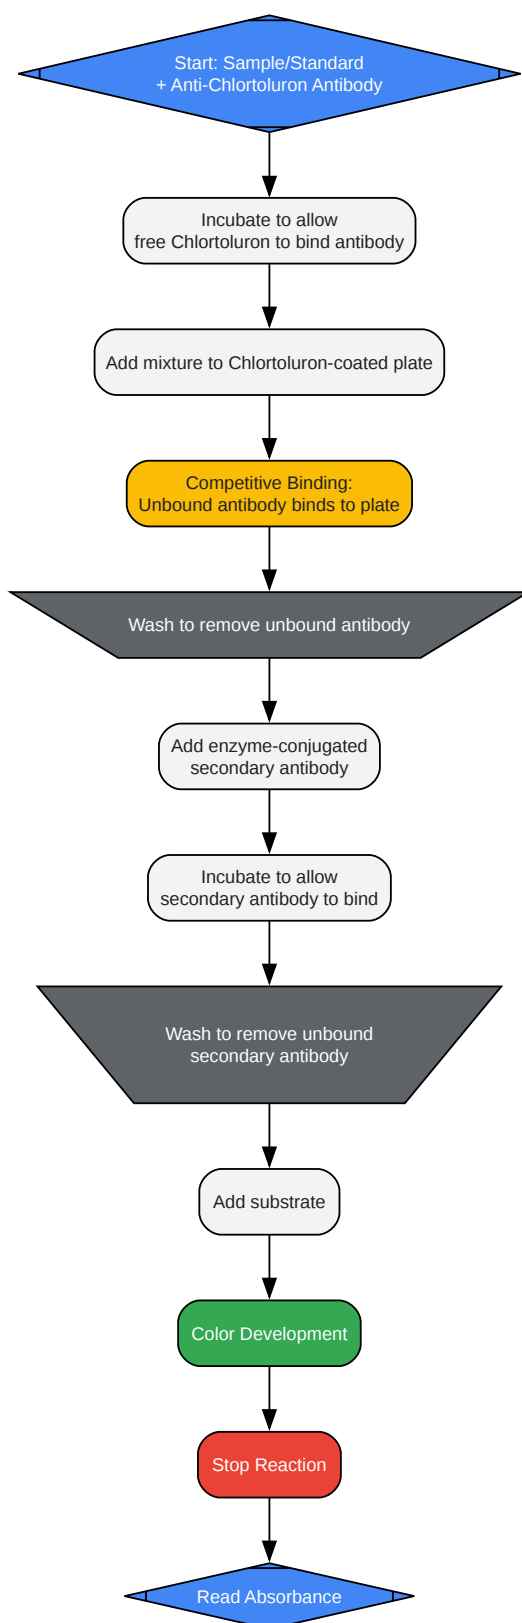 Start: Sample/Standard
+ Anti-Chlortoluron Antibody
Incubate to allow
free Chlortoluron to bind antibody
Add mixture to Chlortoluron-coated plate
Competitive Binding:
Unbound antibody binds to plate
Wash to remove unbound antibody
Add enzyme-conjugated
secondary antibody
Incubate to allow
secondary antibody to bind
Wash to remove unbound
secondary antibody
Add substrate
Color Development
Stop Reaction
Read Absorbance